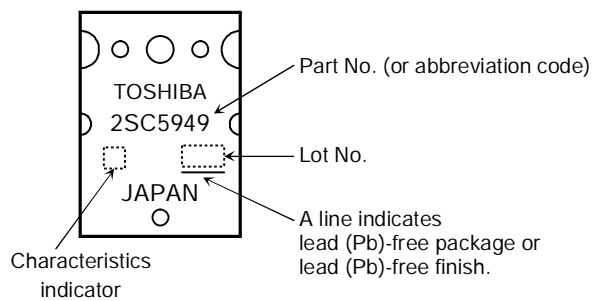 TOSHIBA
2SC5949
JAPAN
Part No. (or abbreviation code)
Lot No.
A line indicates
lead (Pb)-free package or
lead (Pb)-free finish.
Characteristics
indicator